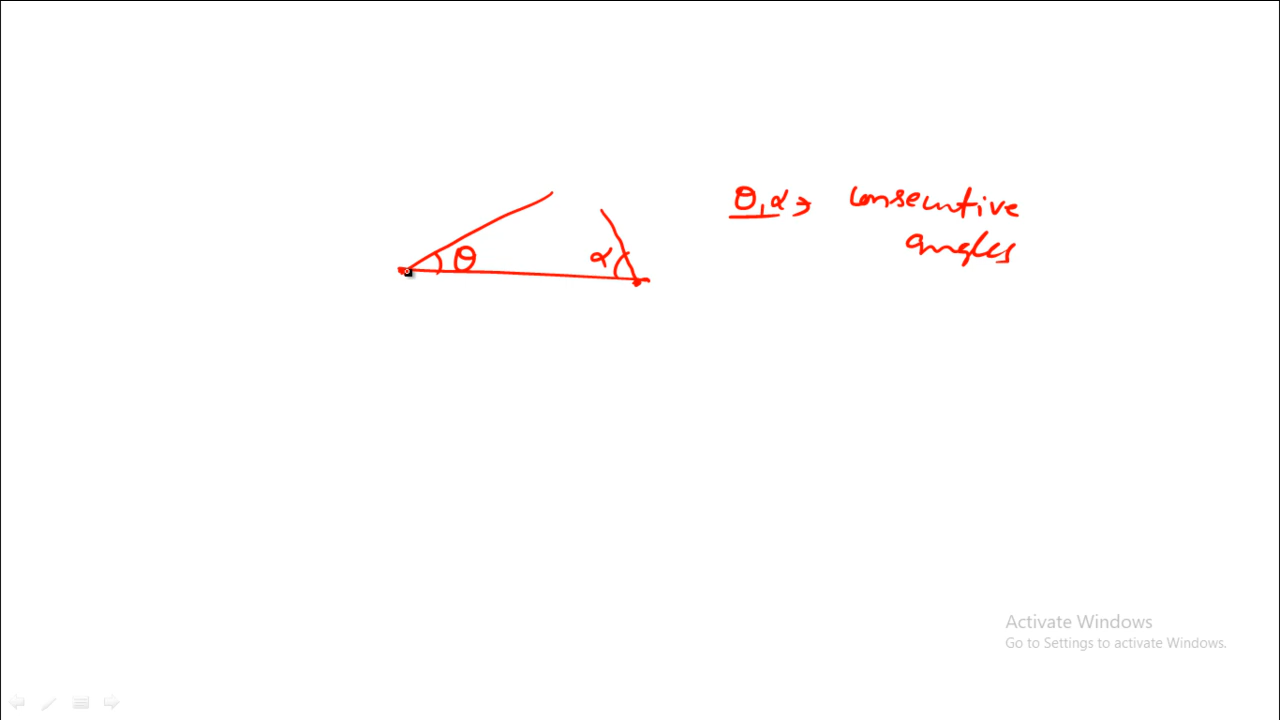 θ, α → consecutive
angles
θ
α
Activate Windows
Go to Settings to activate Windows.